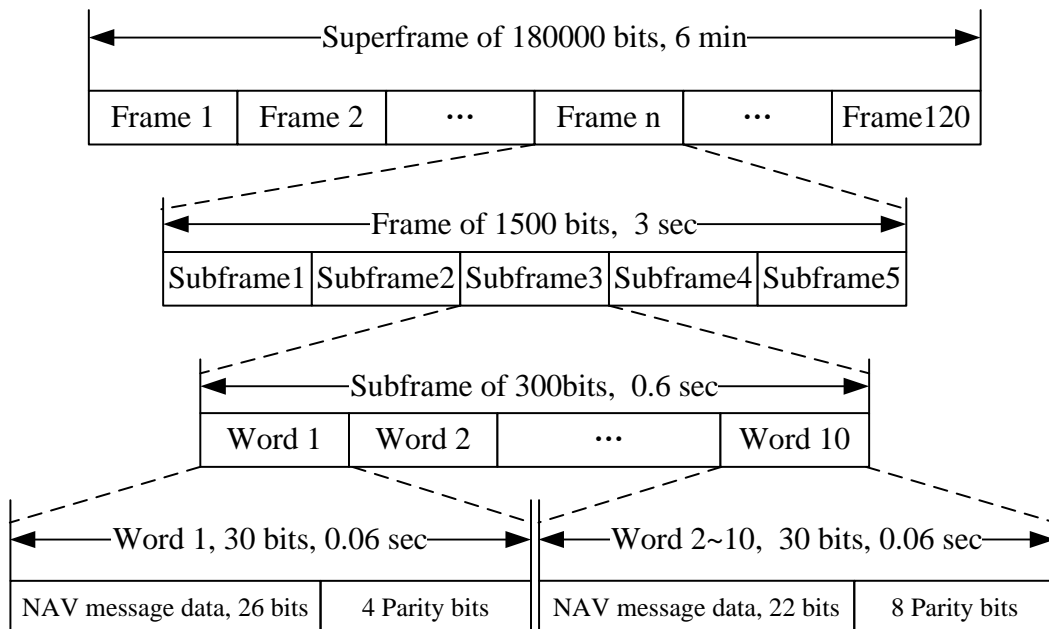 Superframe of 180000 bits, 6 min
Frame 1 Frame 2 ··· Frame n ··· Frame120
Frame of 1500 bits, 3 sec
Subframe1 Subframe2 Subframe3 Subframe4 Subframe5
Subframe of 300bits, 0.6 sec
Word 1 Word 2 ··· Word 10
Word 1, 30 bits, 0.06 sec Word 2~10, 30 bits, 0.06 sec
NAV message data, 26 bits 4 Parity bits NAV message data, 22 bits 8 Parity bits